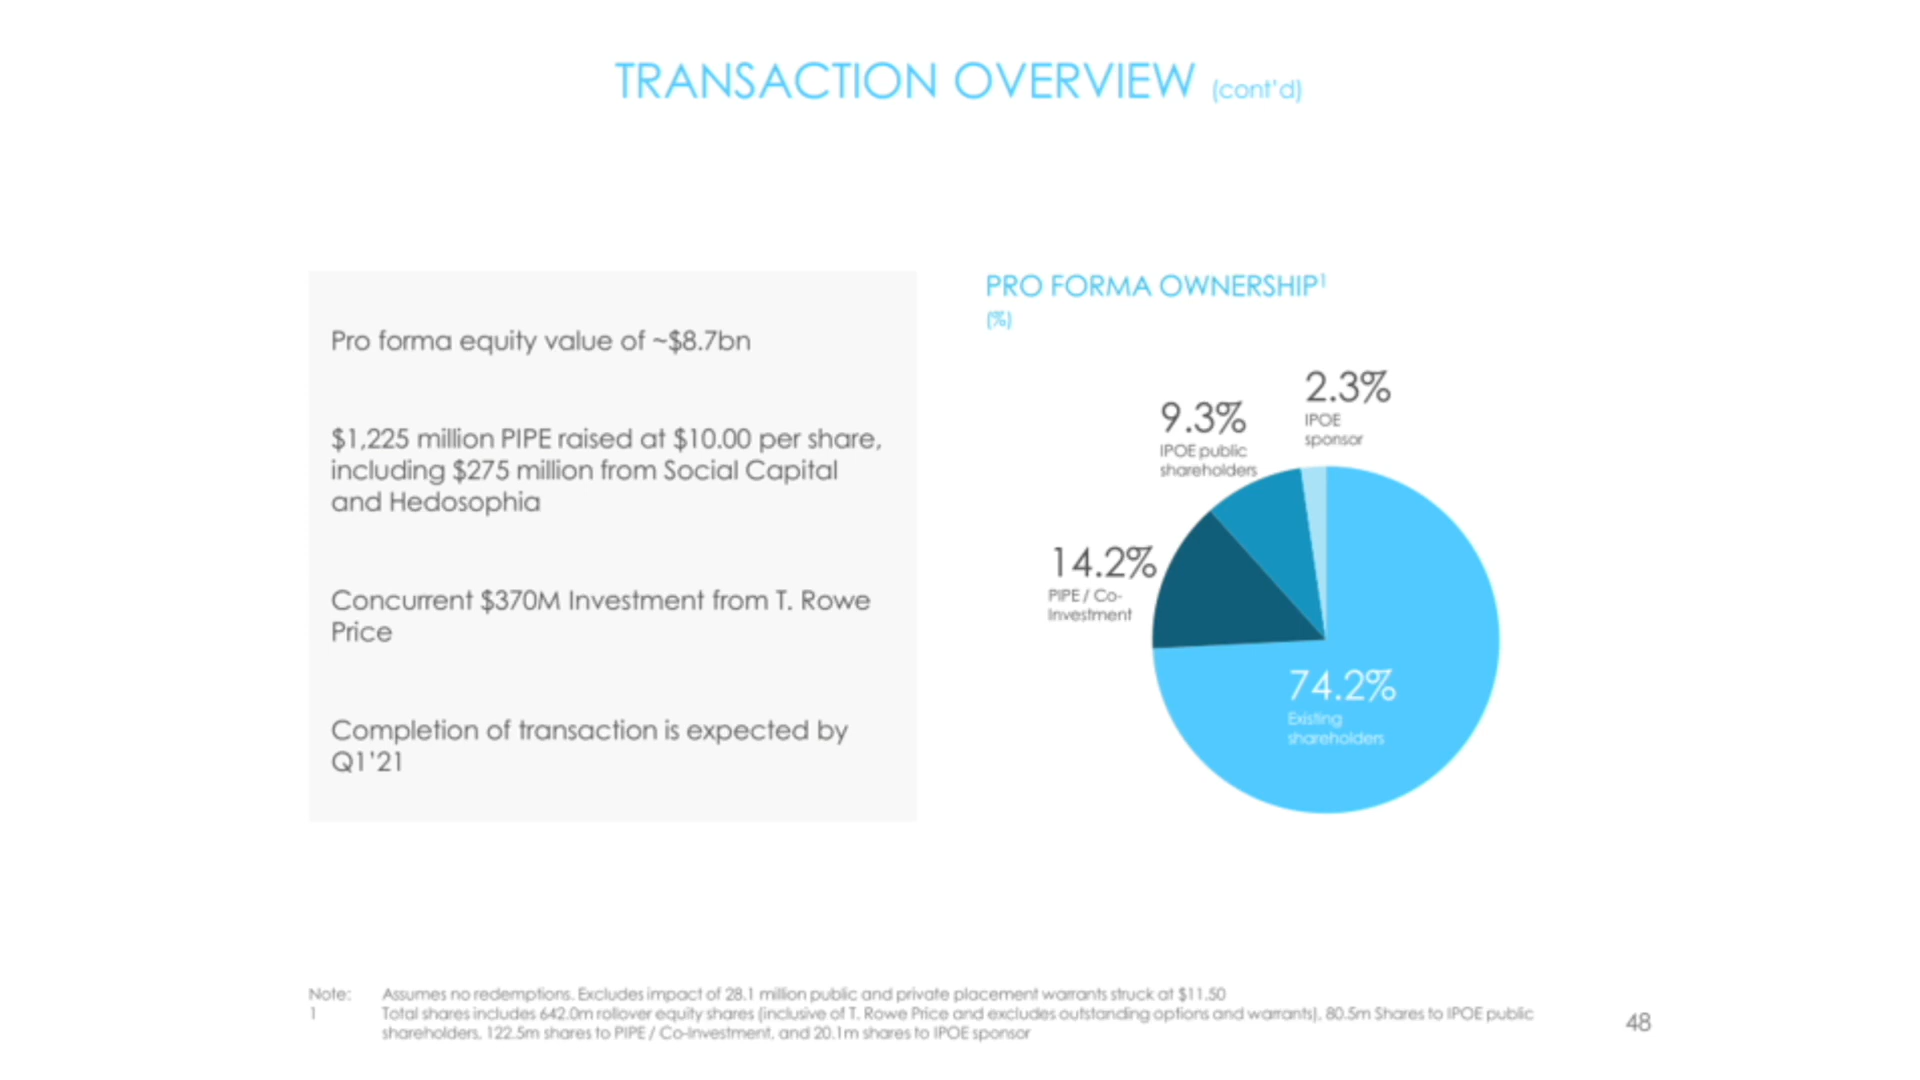 TRANSACTION OVERVIEW (cont'd)
Pro forma equity value of ~$8.7bn
$1,225 million PIPE raised at $10.00 per share,
including $275 million from Social Capital
and Hedosophia
Concurrent $370M Investment from T. Rowe
Price
Completion of transaction is expected by
Q1'21
PRO FORMA OWNERSHIP¹
(%)
2.3%
IPOE
sponsor
9.3%
IPOE public
shareholders
14.2%
PIPE / Co-
Investment
74.2%
Existing
shareholders
Note: Assumes no redemptions. Excludes impact of 28.1 million public and private placement warrants struck at $11.50
1 Total shares includes 642.0m rollover equity shares (inclusive of T. Rowe Price and excludes outstanding options and warrants), 80.5m Shares to IPOE public
shareholders, 122.5m shares to PIPE / Co-Investment, and 20.1m shares to IPOE sponsor
48